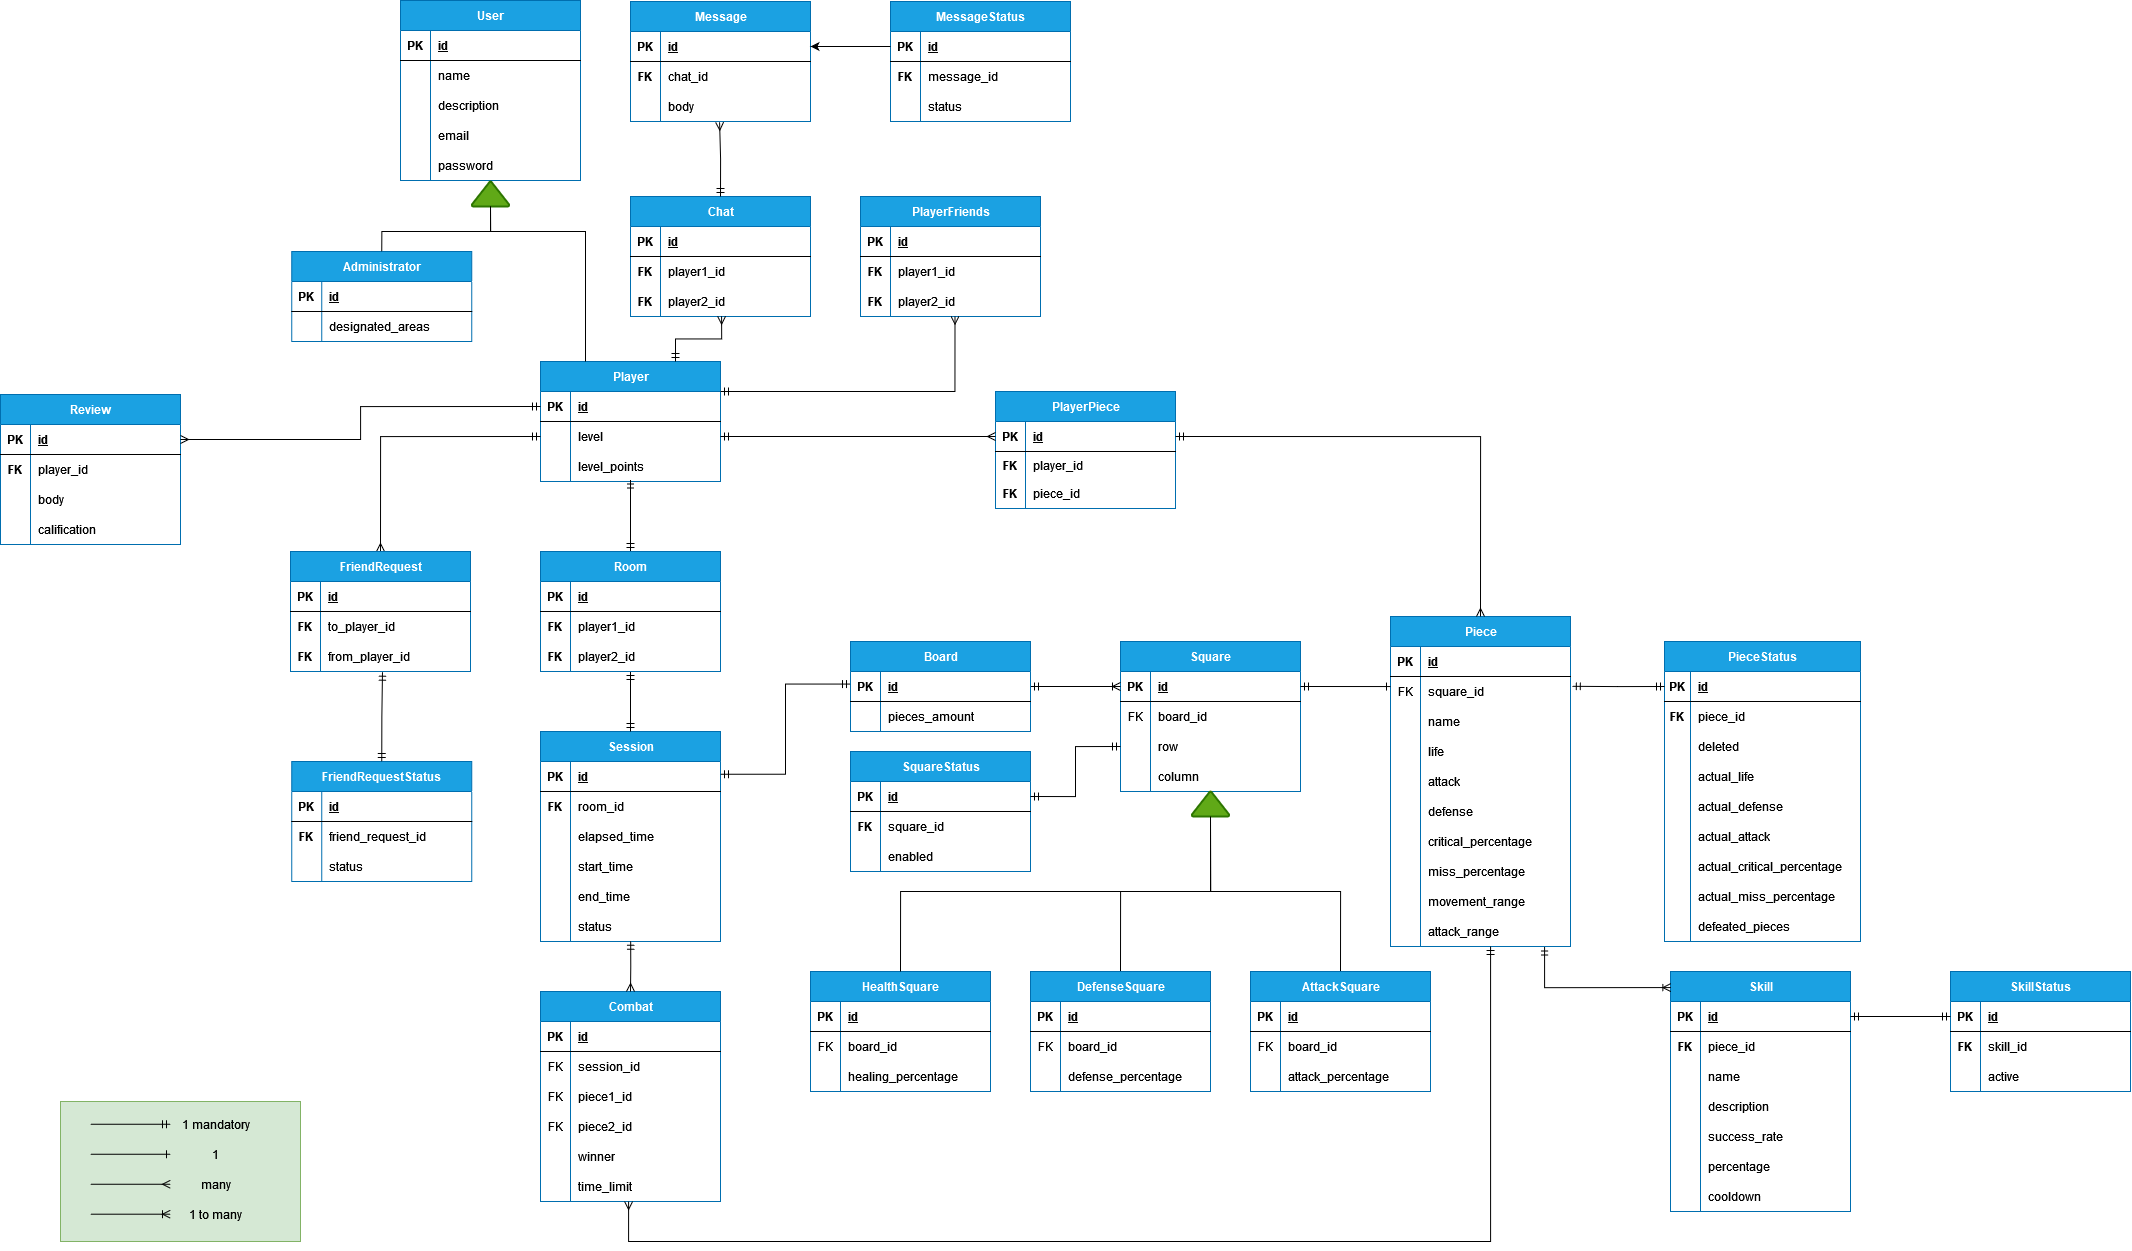 User
PK id
name
description
email
password
Message
PK id
FK chat_id
body
MessageStatus
PK id
FK message_id
status
Administrator
PK id
designated_areas
Chat
PK id
FK player1_id
FK player2_id
PlayerFriends
PK id
FK player1_id
FK player2_id
Review
PK id
FK player_id
body
calification
Player
PK id
level
level_points
PlayerPiece
PK id
FK player_id
FK piece_id
FriendRequest
PK id
FK to_player_id
FK from_player_id
Room
PK id
FK player1_id
FK player2_id
FriendRequestStatus
PK id
FK friend_request_id
status
Session
PK id
FK room_id
elapsed_time
start_time
end_time
status
Board
PK id
pieces_amount
SquareStatus
PK id
FK square_id
enabled
Square
PK id
FK board_id
row
column
Piece
PK id
FK square_id
name
life
attack
defense
critical_percentage
miss_percentage
movement_range
attack_range
PieceStatus
PK id
FK piece_id
deleted
actual_life
actual_defense
actual_attack
actual_critical_percentage
actual_miss_percentage
defeated_pieces
Combat
PK id
FK session_id
FK piece1_id
FK piece2_id
winner
time_limit
HealthSquare
PK id
FK board_id
healing_percentage
DefenseSquare
PK id
FK board_id
defense_percentage
AttackSquare
PK id
FK board_id
attack_percentage
Skill
PK id
FK piece_id
name
description
success_rate
percentage
cooldown
SkillStatus
PK id
FK skill_id
active
1 mandatory
1
many
1 to many